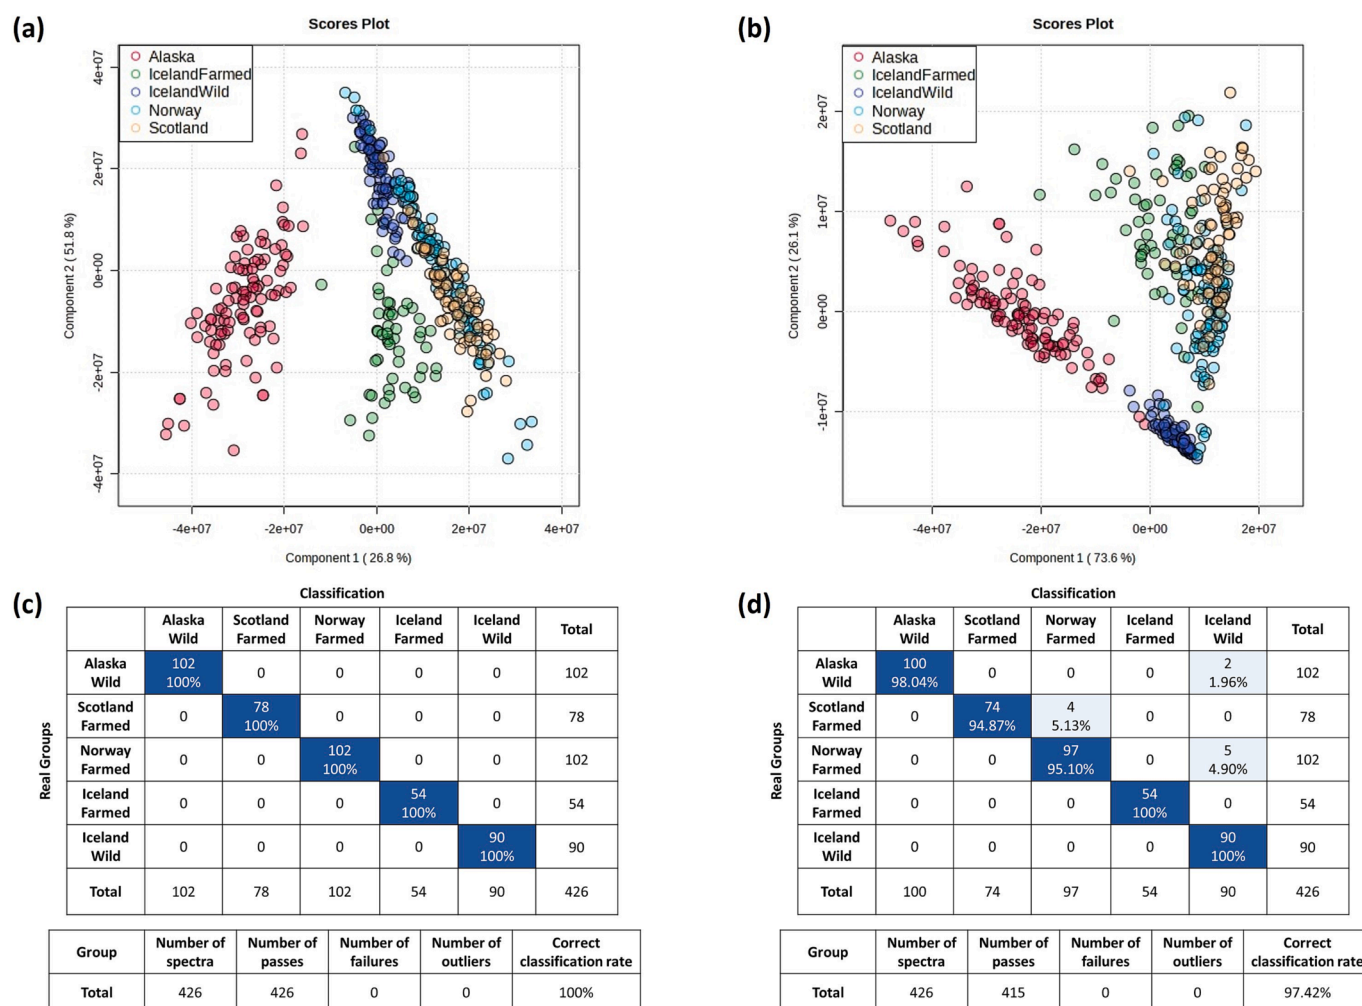 (a)
Scores Plot
Alaska
IcelandFarmed
IcelandWild
Norway
Scotland
Component 2 ( 51.8 %)
4e+07
2e+07
0e+00
-2e+07
-4e+07
-4e+07 -2e+07 0e+00 2e+07 4e+07
Component 1 ( 26.8 %)
(b)
Scores Plot
Alaska
IcelandFarmed
IcelandWild
Norway
Scotland
Component 2 ( 26.1 %)
2e+07
1e+07
0e+00
-1e+07
-4e+07 -2e+07 0e+00 2e+07
Component 1 ( 73.6 %)
(c)
Classification
Real Groups
Alaska Wild Scotland Farmed Norway Farmed Iceland Farmed Iceland Wild Total
Alaska Wild 102 100% 0 0 0 0 102
Scotland Farmed 0 78 100% 0 0 0 78
Norway Farmed 0 0 102 100% 0 0 102
Iceland Farmed 0 0 0 54 100% 0 54
Iceland Wild 0 0 0 0 90 100% 90
Total 102 78 102 54 90 426
Group Number of spectra Number of passes Number of failures Number of outliers Correct classification rate
Total 426 426 0 0 100%
(d)
Classification
Real Groups
Alaska Wild Scotland Farmed Norway Farmed Iceland Farmed Iceland Wild Total
Alaska Wild 100 98.04% 0 0 0 2 1.96% 102
Scotland Farmed 0 74 94.87% 4 5.13% 0 0 78
Norway Farmed 0 0 97 95.10% 0 5 4.90% 102
Iceland Farmed 0 0 0 54 100% 0 54
Iceland Wild 0 0 0 0 90 100% 90
Total 100 74 97 54 90 426
Group Number of spectra Number of passes Number of failures Number of outliers Correct classification rate
Total 426 415 0 0 97.42%